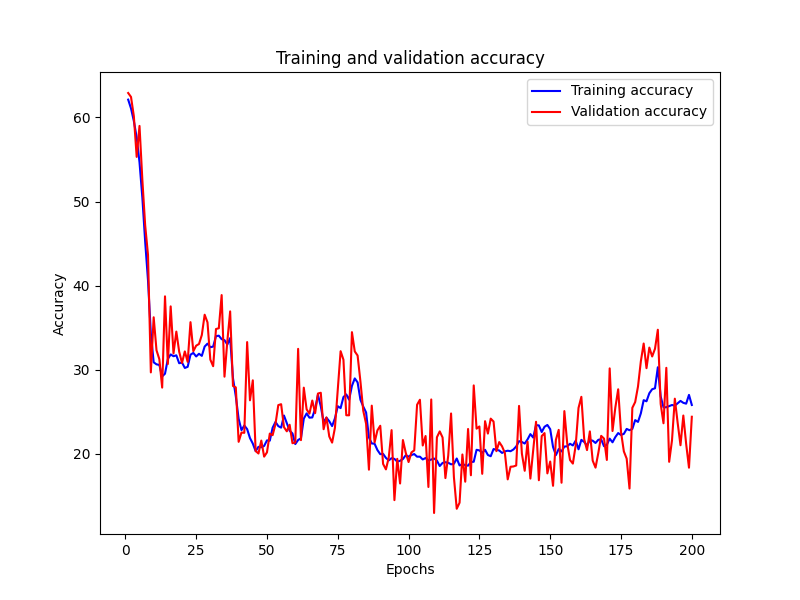 Training and validation accuracy
Training accuracy
Validation accuracy
Accuracy
60
50
40
30
20
0 25 50 75 100 125 150 175 200
Epochs